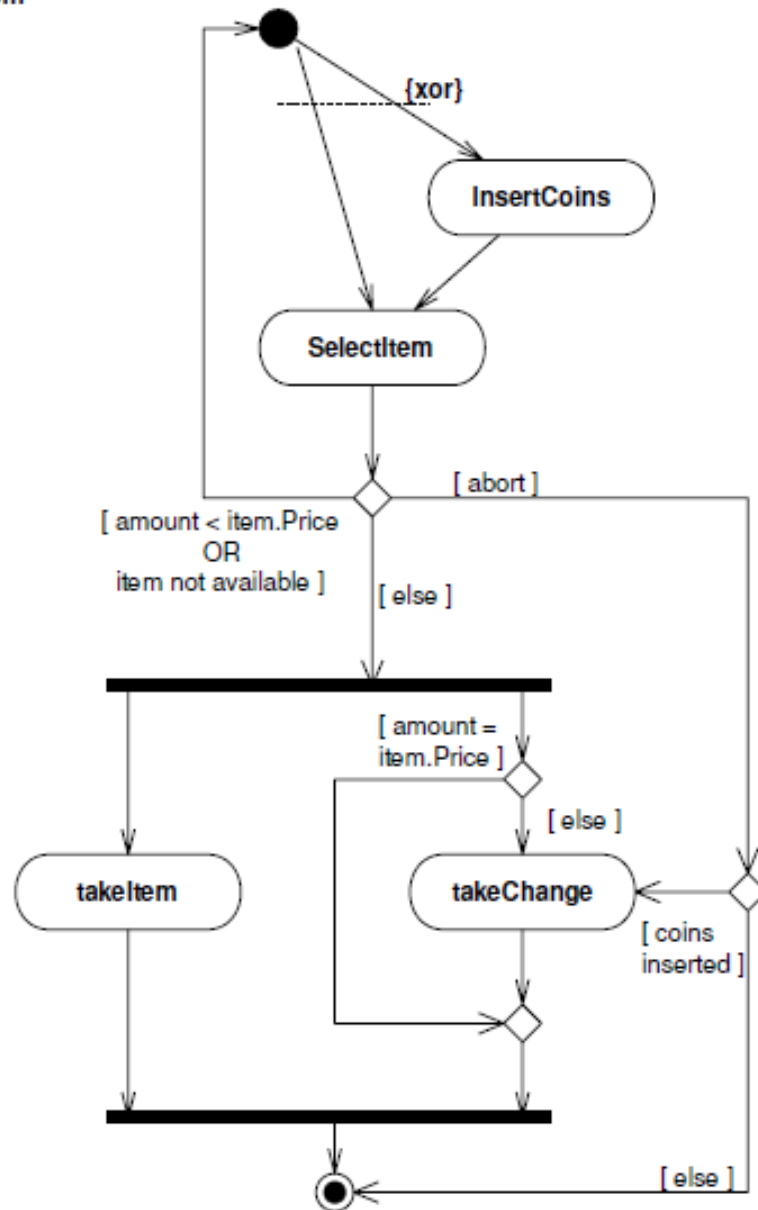 {xor}
InsertCoins
SelectItem
[ abort ]
[ amount < item.Price
OR
item not available ]
[ else ]
[ amount =
item.Price ]
[ else ]
takeItem
takeChange
[ coins
inserted ]
[ else ]